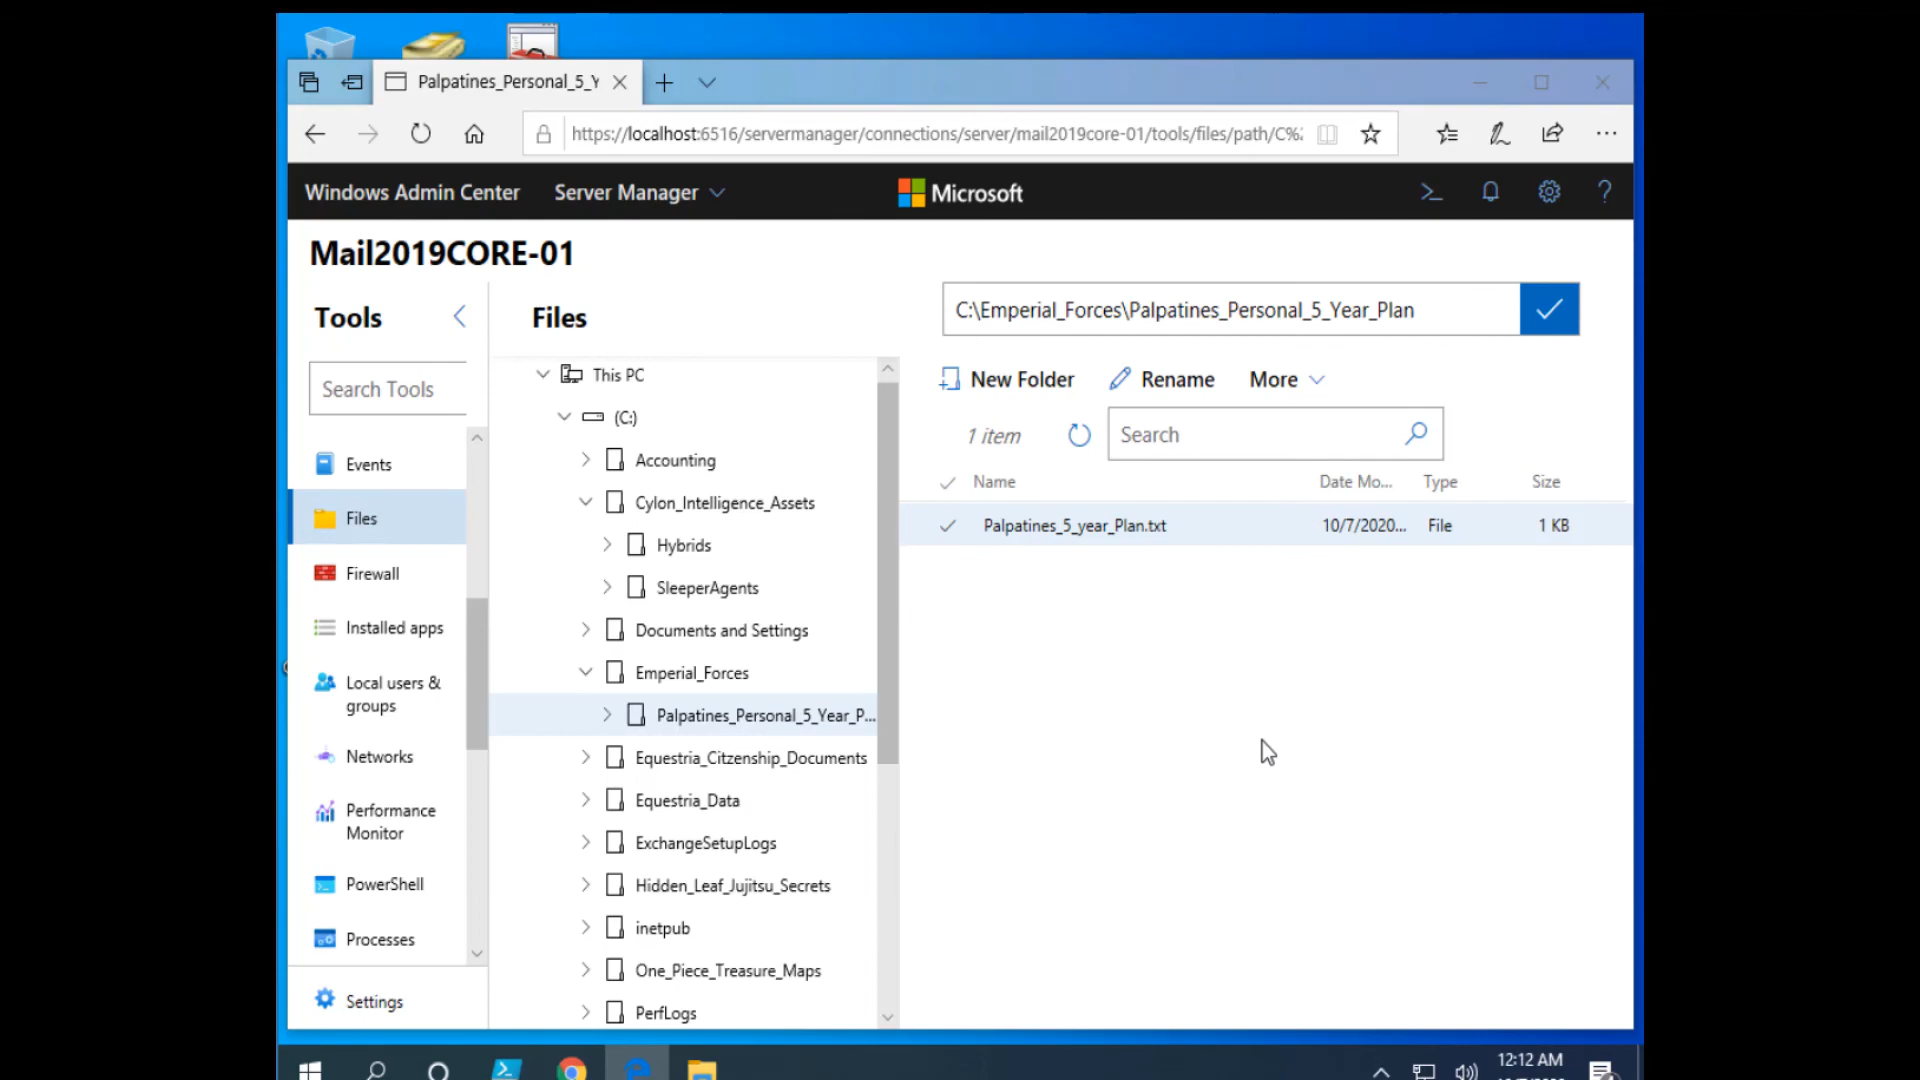 Palpatines_Personal_5_Y
https://localhost:6516/servermanager/connections/server/mail2019core-01/tools/files/path/C%
Windows Admin Center
Server Manager
Microsoft
Mail2019CORE-01
Tools
Search Tools
Events
Files
Firewall
Installed apps
Local users &
groups
Networks
Performance
Monitor
PowerShell
Processes
Settings
Files
This PC
(C:)
Accounting
Cylon_Intelligence_Assets
Hybrids
SleeperAgents
Documents and Settings
Emperial_Forces
Palpatines_Personal_5_Year_P...
Equestria_Citzenship_Documents
Equestria_Data
ExchangeSetupLogs
Hidden_Leaf_Jujitsu_Secrets
inetpub
One_Piece_Treasure_Maps
PerfLogs
C:\Emperial_Forces\Palpatines_Personal_5_Year_Plan
New Folder
Rename
More
1 item
Search
Name Date Mo... Type Size
Palpatines_5_year_Plan.txt 10/7/2020... File 1 KB
12:12 AM